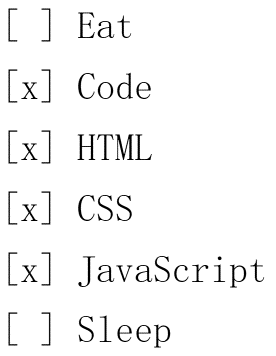 [ ] Eat
[x] Code
[x] HTML
[x] CSS
[x] JavaScript
[ ] Sleep